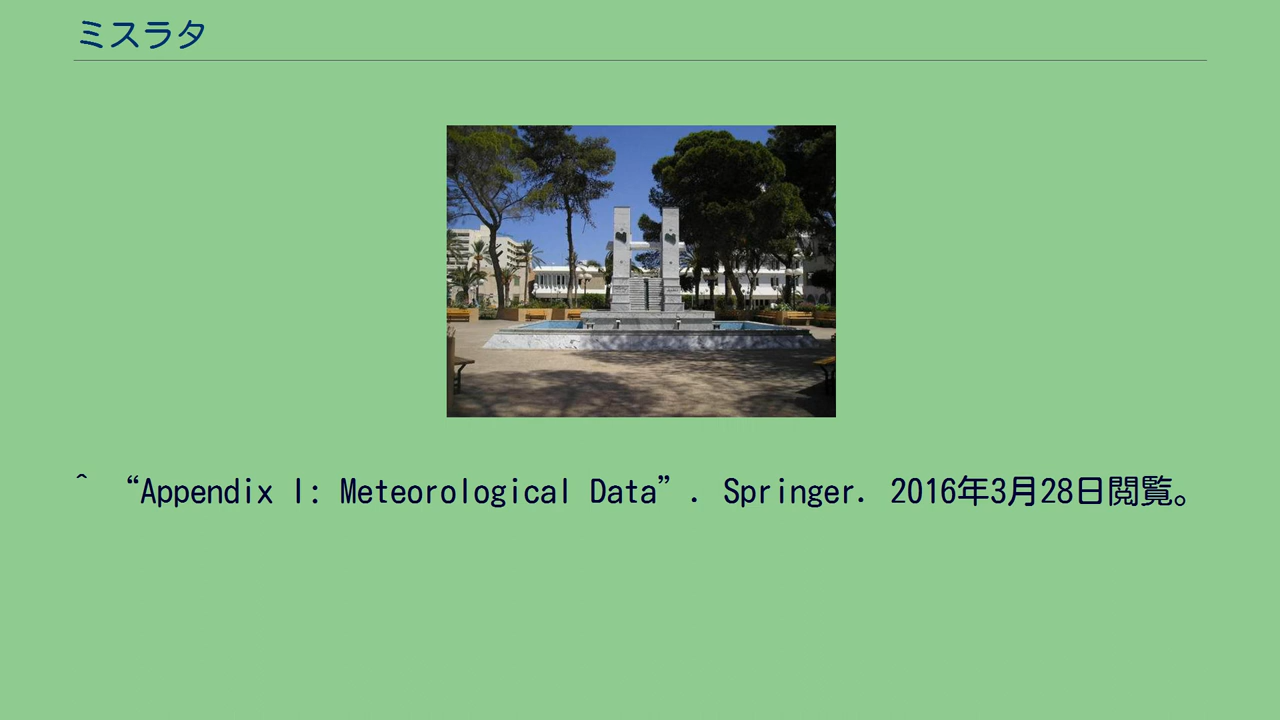 ミスラタ
^ “Appendix I: Meteorological Data”. Springer. 2016年3月28日閲覧。